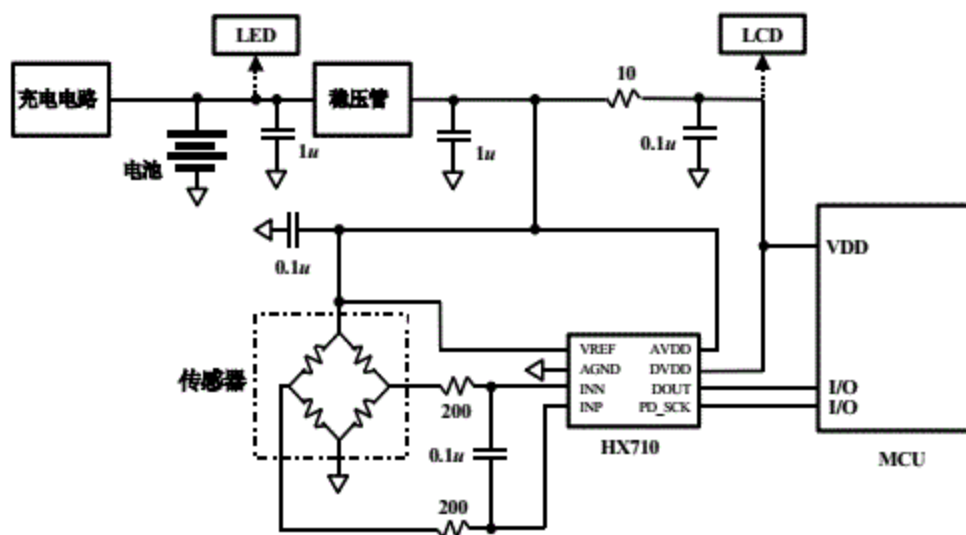 LED
LCD
充电电路
稳压管
10
1u
1u
0.1u
电池
0.1u
VDD
VREF AVDD
AGND DVDD
INN DOUT
INP PD_SCK
传感器
200
I/O
I/O
0.1u
HX710
MCU
200